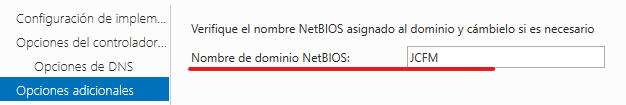 Configuración de implem...
Opciones del controlador...
Opciones de DNS
Opciones adicionales
Verifique el nombre NetBIOS asignado al dominio y cámbielo si es necesario
Nombre de dominio NetBIOS: JCFM